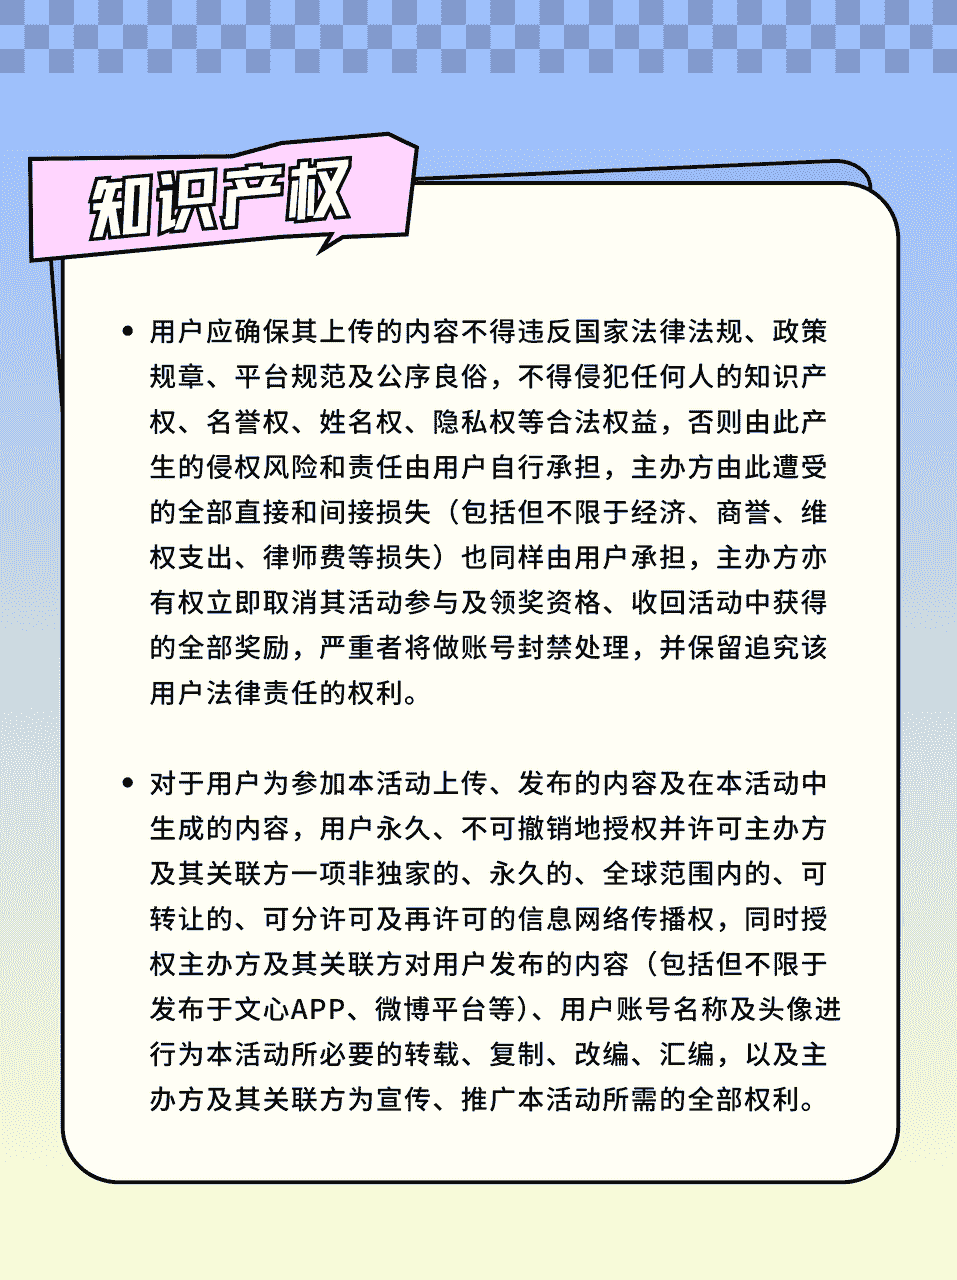 知识产权
• 用户应确保其上传的内容不得违反国家法律法规、政策
规章、平台规范及公序良俗，不得侵犯任何人的知识产
权、名誉权、姓名权、隐私权等合法权益，否则由此产
生的侵权风险和责任由用户自行承担，主办方由此遭受
的全部直接和间接损失（包括但不限于经济、商誉、维
权支出、律师费等损失）也同样由用户承担，主办方亦
有权立即取消其活动参与及领奖资格、收回活动中获得
的全部奖励，严重者将做账号封禁处理，并保留追究该
用户法律责任的权利。
• 对于用户为参加本活动上传、发布的内容及在本活动中
生成的内容，用户永久、不可撤销地授权并许可主办方
及其关联方一项非独家的、永久的、全球范围内的、可
转让的、可分许可及再许可的信息网络传播权，同时授
权主办方及其关联方对用户发布的内容（包括但不限于
发布于文心APP、微博平台等）、用户账号名称及头像进
行为本活动所必要的转载、复制、改编、汇编，以及主
办方及其关联方为宣传、推广本活动所需的全部权利。